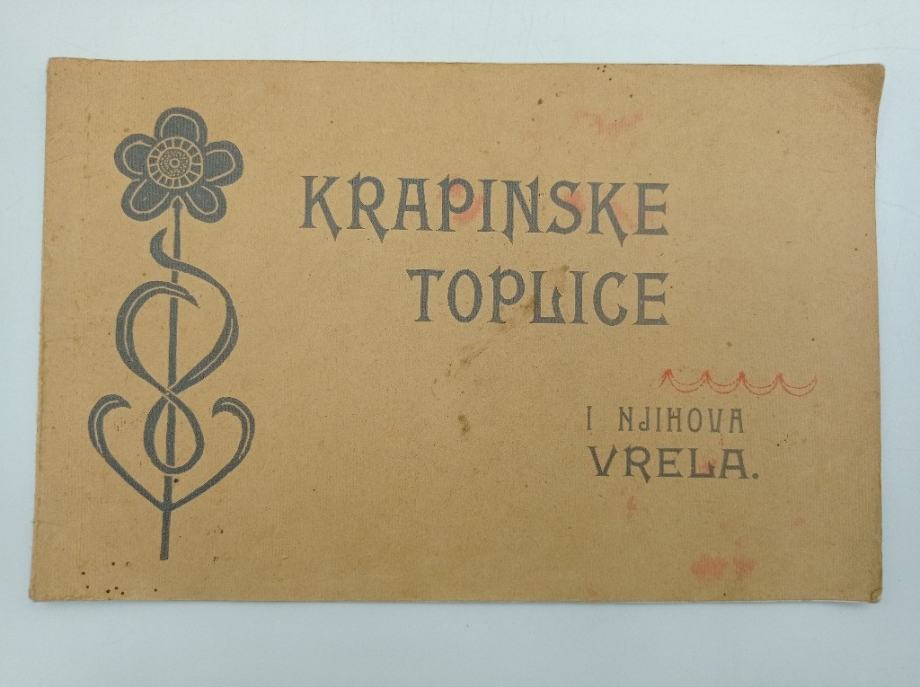 KRAPINSKE
TOPLICE
I NJIHOVA
VRELA.